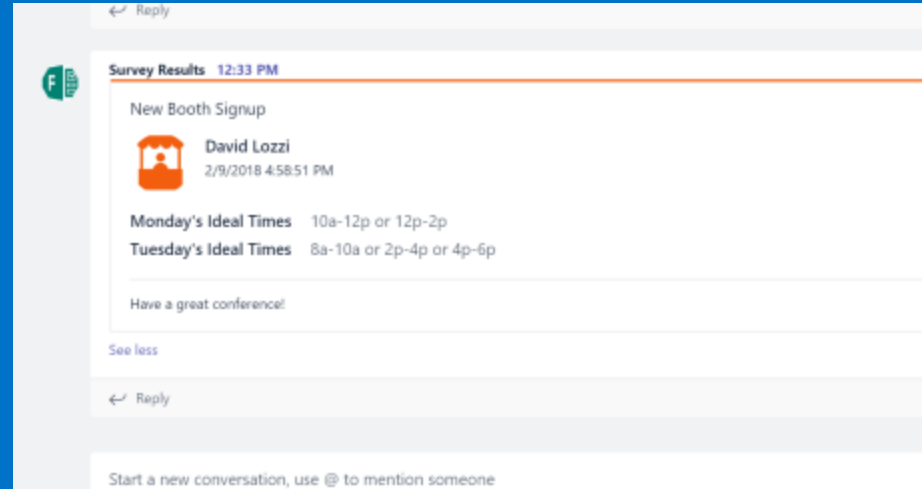 Reply
Survey Results 12:33 PM
F
New Booth Signup
David Lozzi
2/9/2018 4:58:51 PM
Monday's Ideal Times 10a-12p or 12p-2p
Tuesday's Ideal Times 8a-10a or 2p-4p or 4p-6p
Have a great conference!
See less
Reply
Start a new conversation, use @ to mention someone